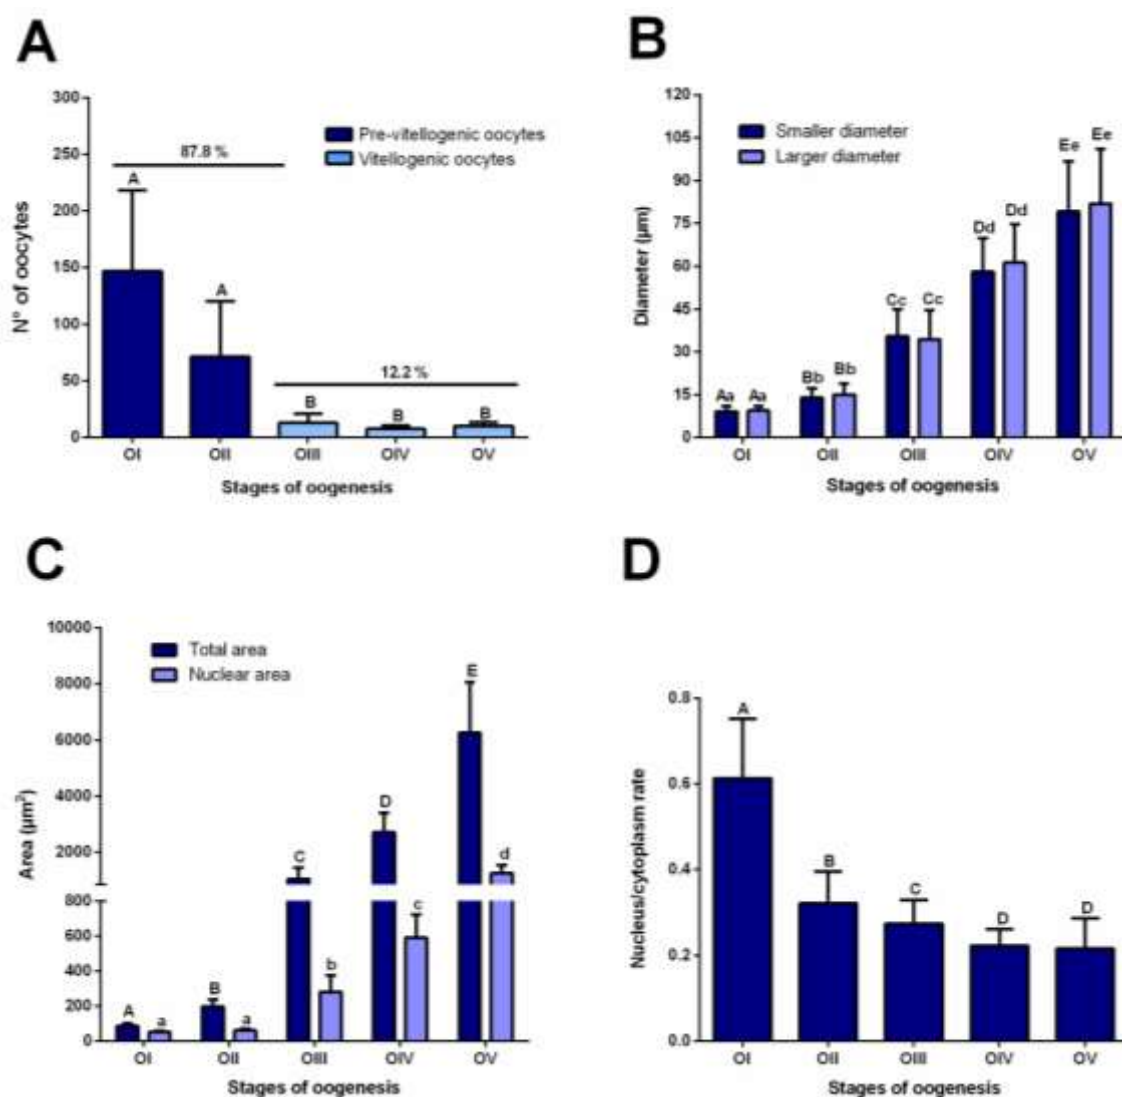 A
300
250
200
150
100
50
0
N° of oocytes
Pre-vitellogenic oocytes
Vitellogenic oocytes
87.8 %
12.2 %
A
A
B
B
B
OI
OII
OIII
OIV
OV
Stages of oogenesis
B
120
105
90
75
60
45
30
15
0
Diameter (µm)
Smaller diameter
Larger diameter
Aa
Aa
Bb
Bb
Cc
Cc
Dd
Dd
Ee
Ee
OI
OII
OIII
OIV
OV
Stages of oogenesis
C
10000
8000
6000
4000
2000
800
600
400
200
0
Area (µm²)
Total area
Nuclear area
A
a
B
a
C
b
D
c
E
d
OI
OII
OIII
OIV
OV
Stages of oogenesis
D
0.8
0.6
0.4
0.2
0.0
Nucleus/cytoplasm rate
A
B
C
D
D
OI
OII
OIII
OIV
OV
Stages of oogenesis